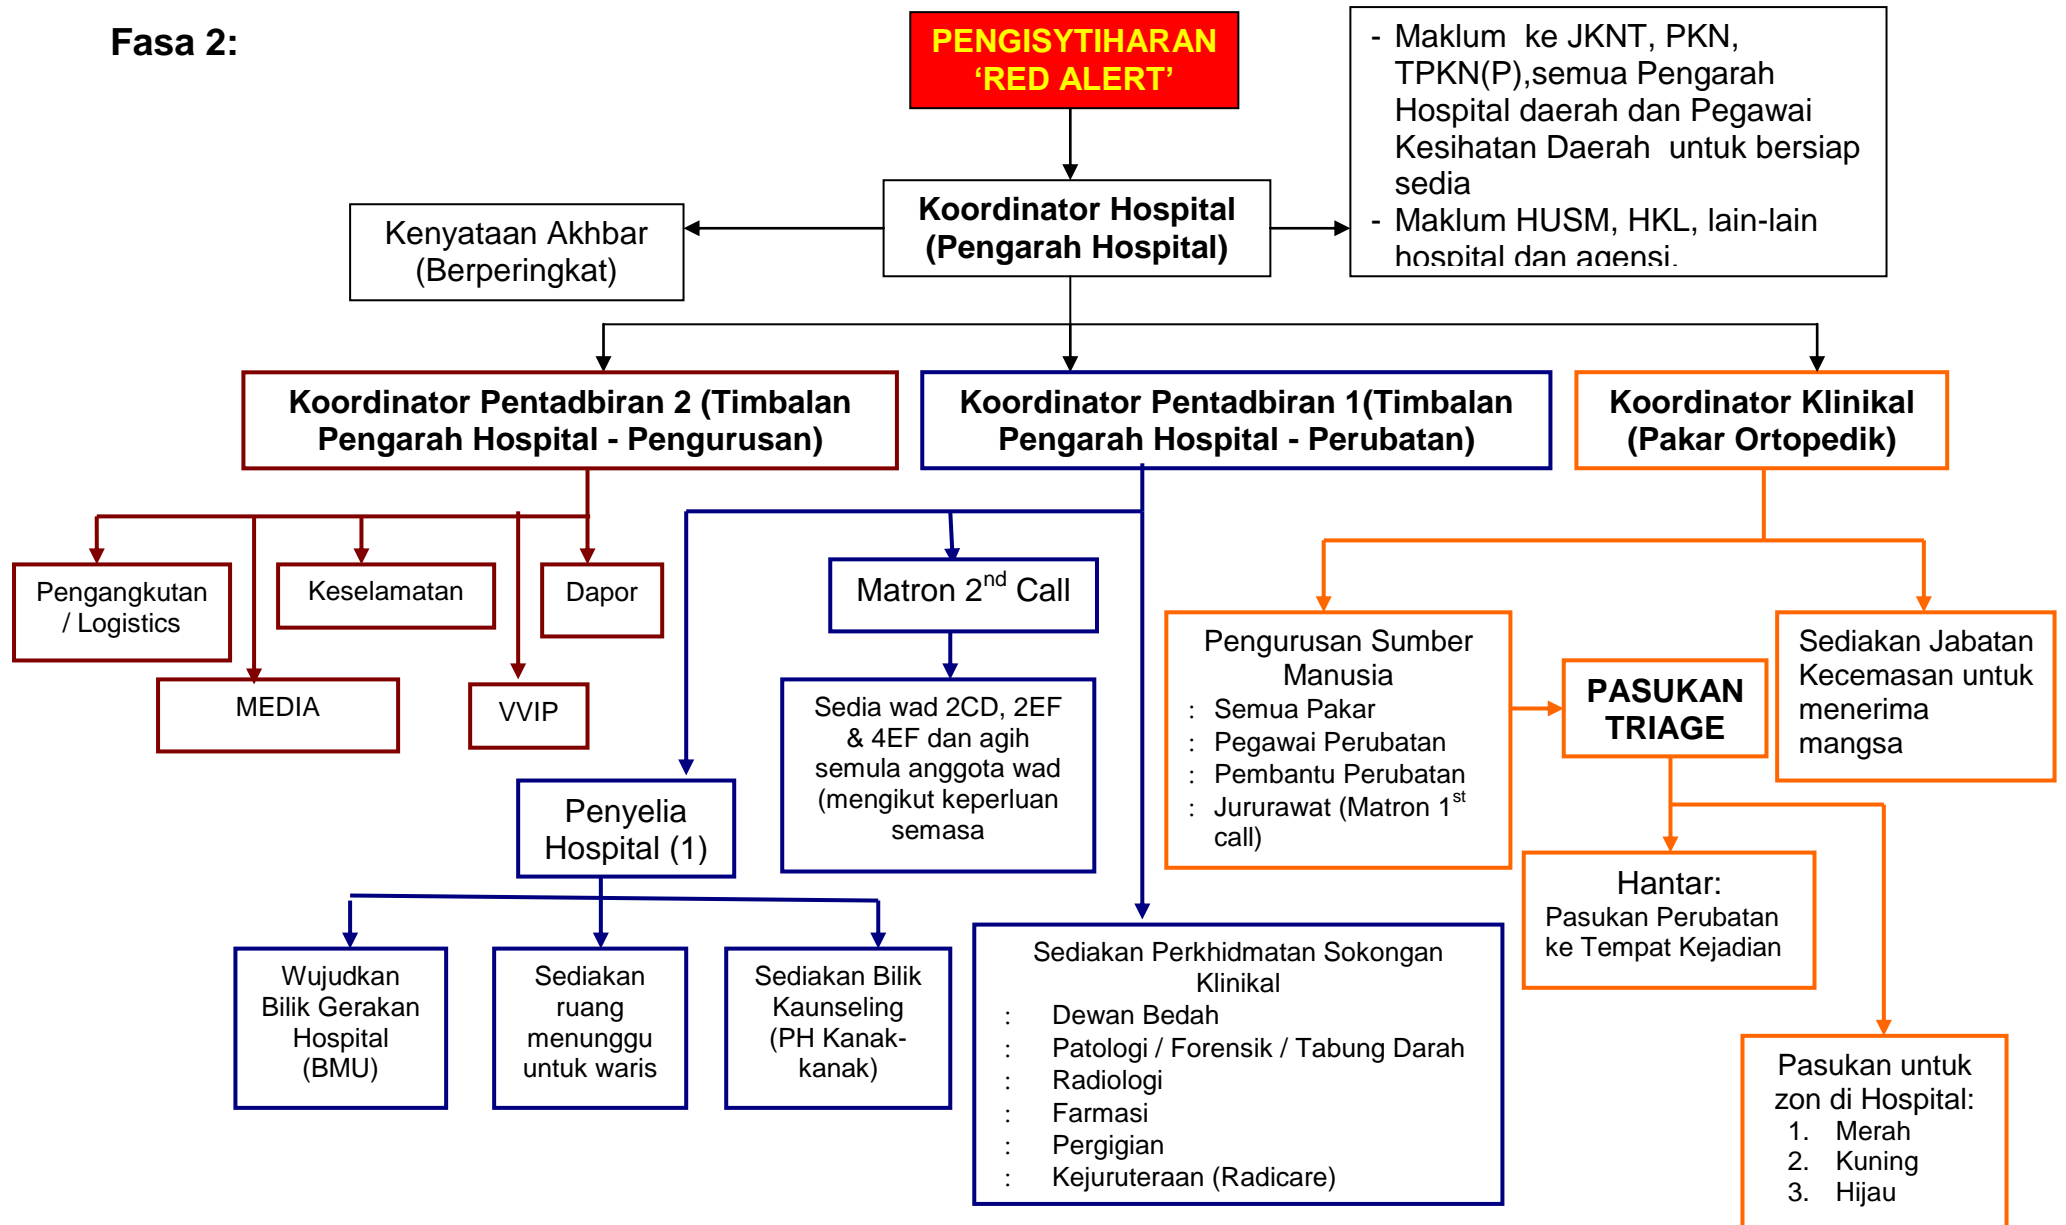 Fasa 2:
PENGISYTIHARAN
‘RED ALERT’
- Maklum ke JKNT, PKN,
TPKN(P),semua Pengarah
Hospital daerah dan Pegawai
Kesihatan Daerah untuk bersiap
sedia
- Maklum HUSM, HKL, lain-lain
hospital dan agensi.
Koordinator Hospital
(Pengarah Hospital)
Kenyataan Akhbar
(Berperingkat)
Koordinator Pentadbiran 2 (Timbalan
Pengarah Hospital - Pengurusan)
Koordinator Pentadbiran 1(Timbalan
Pengarah Hospital - Perubatan)
Koordinator Klinikal
(Pakar Ortopedik)
Pengangkutan
/ Logistics
Keselamatan
Dapor
MEDIA
VVIP
Matron 2nd Call
Sedia wad 2CD, 2EF
& 4EF dan agih
semula anggota wad
(mengikut keperluan
semasa
Penyelia
Hospital (1)
Wujudkan
Bilik Gerakan
Hospital
(BMU)
Sediakan
ruang
menunggu
untuk waris
Sediakan Bilik
Kaunseling
(PH Kanak-
kanak)
Sediakan Perkhidmatan Sokongan
Klinikal
: Dewan Bedah
: Patologi / Forensik / Tabung Darah
: Radiologi
: Farmasi
: Pergigian
: Kejuruteraan (Radicare)
Pengurusan Sumber
Manusia
: Semua Pakar
: Pegawai Perubatan
: Pembantu Perubatan
: Jururawat (Matron 1st
call)
PASUKAN
TRIAGE
Sediakan Jabatan
Kecemasan untuk
menerima
mangsa
Hantar:
Pasukan Perubatan
ke Tempat Kejadian
Pasukan untuk
zon di Hospital:
1. Merah
2. Kuning
3. Hijau